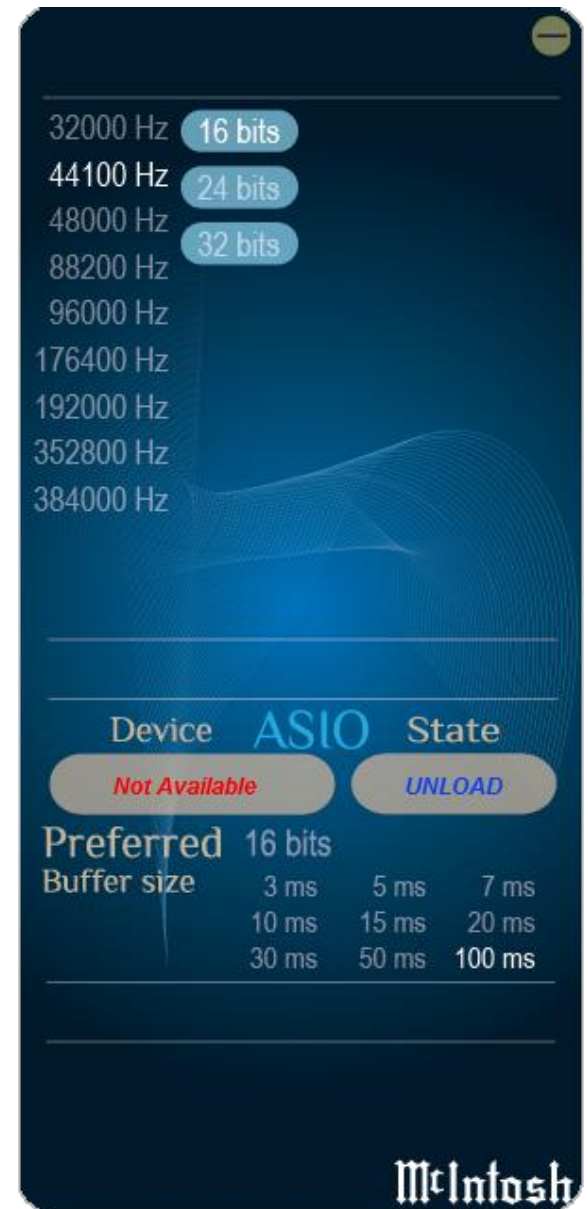 32000 Hz 16 bits
44100 Hz 24 bits
48000 Hz 32 bits
88200 Hz
96000 Hz
176400 Hz
192000 Hz
352800 Hz
384000 Hz
Device ASIO State
Not Available UNLOAD
Preferred 16 bits
Buffer size 3 ms 5 ms 7 ms
10 ms 15 ms 20 ms
30 ms 50 ms 100 ms
McIntosh